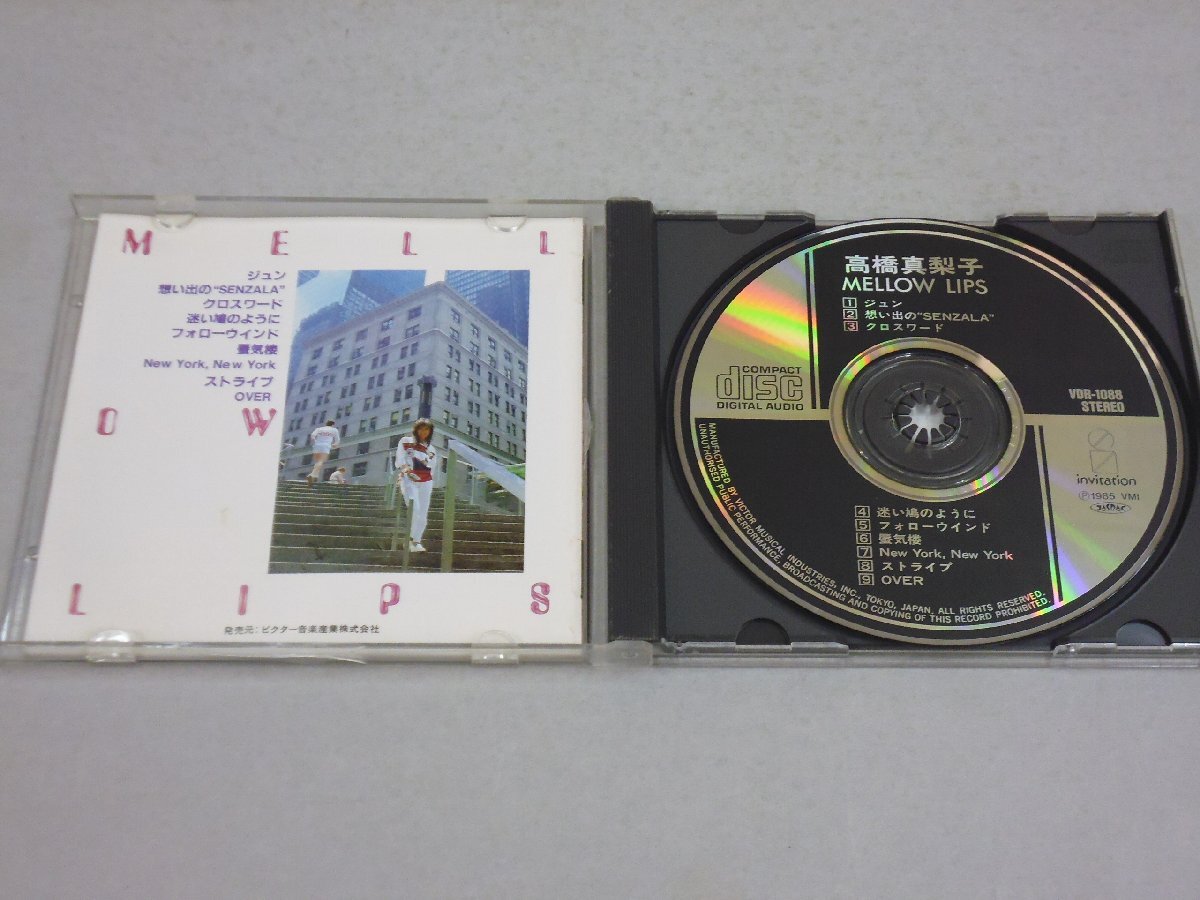 M E L L
ジュン
想い出の“SENZALA”
クロスワード
迷い鳩のように
フォローウインド
蜃気楼
New York, New York
ストライプ
OVER
O W
L I P S
発売元:ビクター音楽産業株式会社
高橋真梨子
MELLOW LIPS
1 ジュン
2 想い出の“SENZALA”
3 クロスワード
COMPACT
disc
DIGITAL AUDIO
VDR-1088
STEREO
invitation
Ⓟ1985 VMI
JASRAC
4 迷い鳩のように
5 フォローウインド
6 蜃気楼
7 New York, New York
8 ストライプ
9 OVER
MANUFACTURED BY VICTOR MUSICAL INDUSTRIES, INC., TOKYO, JAPAN, ALL RIGHTS RESERVED.
UNAUTHORISED PUBLIC PERFORMANCE, BROADCASTING AND COPYING OF THIS RECORD PROHIBITED.